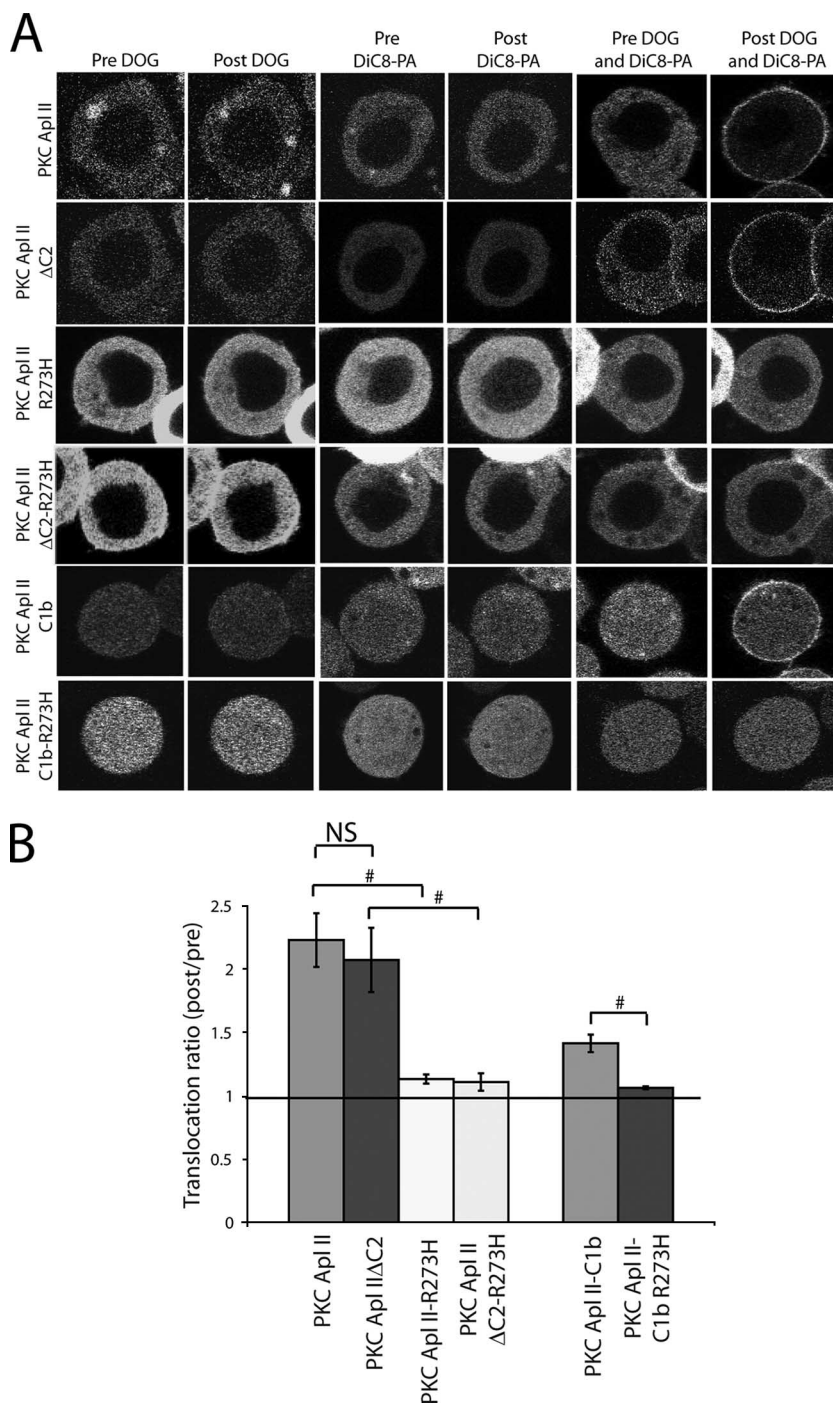 A
Pre DOG
Post DOG
Pre
DiC8-PA
Post
DiC8-PA
Pre DOG
and DiC8-PA
Post DOG
and DiC8-PA
PKC Apl II
PKC Apl II
ΔC2
PKC Apl II
R273H
PKC Apl II
ΔC2-R273H
PKC Apl II
C1b
PKC Apl II
C1b-R273H
B
NS
#
#
#
Translocation ratio (post/pre)
2.5
2
1.5
1
0.5
0
PKC Apl II
PKC Apl IIΔC2
PKC Apl II-R273H
PKC Apl II
ΔC2-R273H
PKC Apl II-C1b
PKC Apl II-
C1b R273H